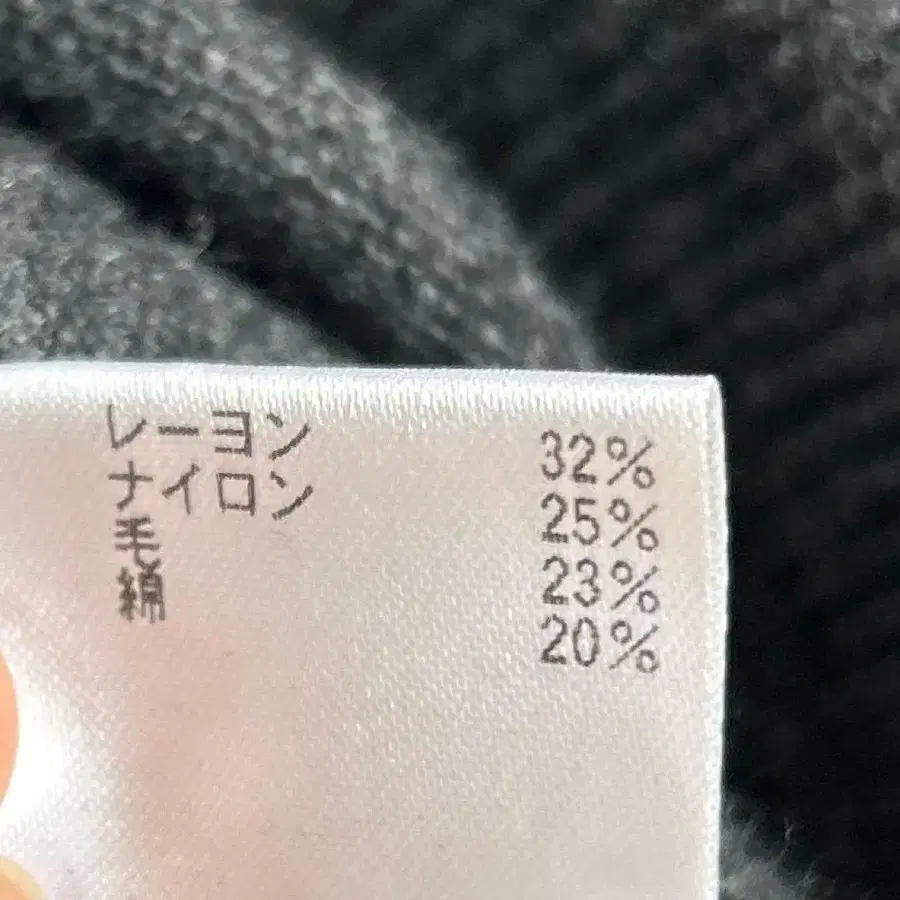 レーヨン 32%
ナイロン 25%
毛 23%
綿 20%